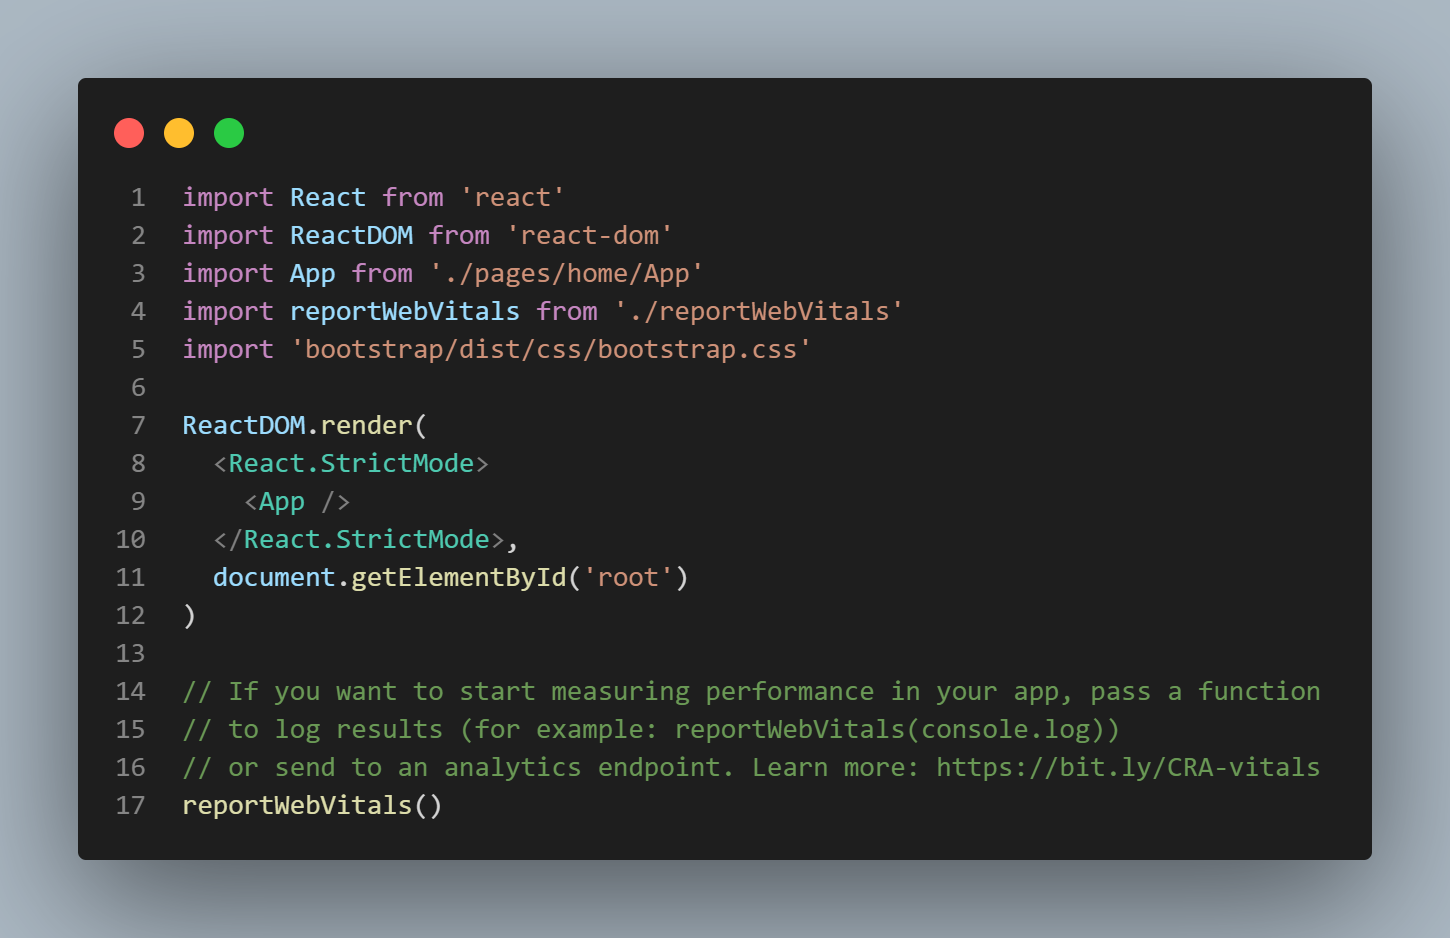 1 import React from 'react'
2 import ReactDOM from 'react-dom'
3 import App from './pages/home/App'
4 import reportWebVitals from './reportWebVitals'
5 import 'bootstrap/dist/css/bootstrap.css'
6
7 ReactDOM.render(
8   <React.StrictMode>
9     <App />
10   </React.StrictMode>,
11   document.getElementById('root')
12 )
13
14 // If you want to start measuring performance in your app, pass a function
15 // to log results (for example: reportWebVitals(console.log))
16 // or send to an analytics endpoint. Learn more: https://bit.ly/CRA-vitals
17 reportWebVitals()